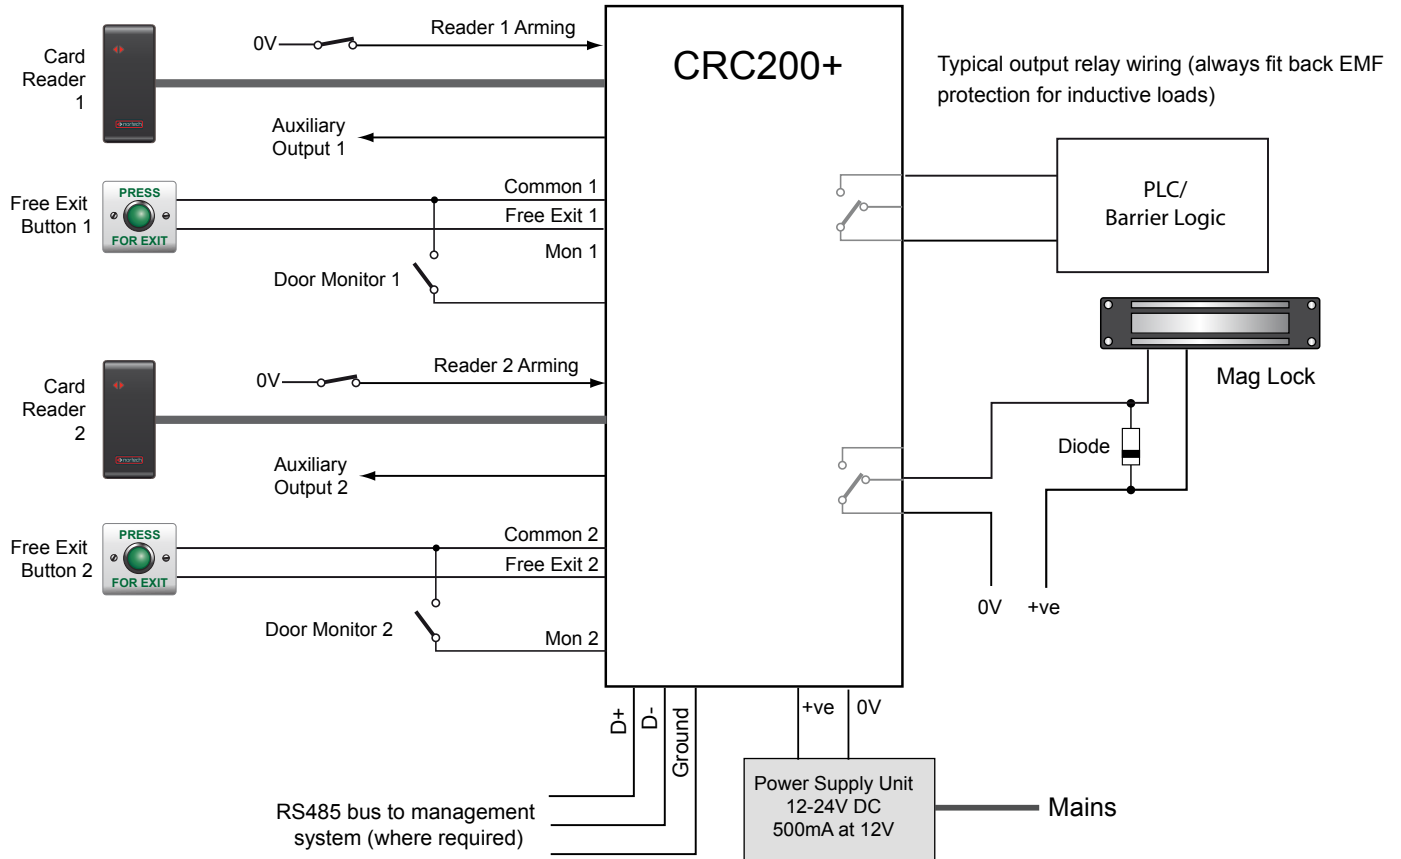 CRC200+
Reader 1 Arming
0V
Card
Reader
1
nortech
Auxiliary
Output 1
Free Exit
Button 1
PRESS
FOR EXIT
Common 1
Free Exit 1
Mon 1
Door Monitor 1
Reader 2 Arming
0V
Card
Reader
2
nortech
Auxiliary
Output 2
Free Exit
Button 2
PRESS
FOR EXIT
Common 2
Free Exit 2
Door Monitor 2
Mon 2
Typical output relay wiring (always fit back EMF
protection for inductive loads)
PLC/
Barrier Logic
Mag Lock
Diode
0V
+ve
D+
D-
Ground
+ve
0V
RS485 bus to management
system (where required)
Power Supply Unit
12-24V DC
500mA at 12V
Mains